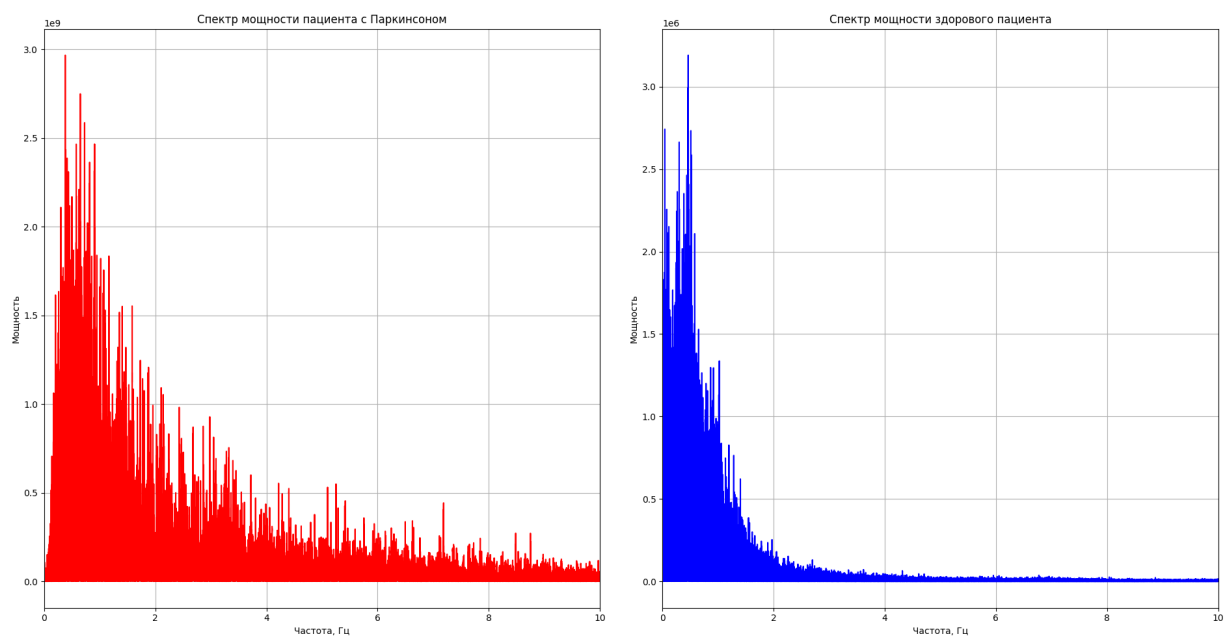 Спектр мощности пациента с Паркинсоном
1e9
3.0
2.5
2.0
1.5
1.0
0.5
0.0
Мощность
0 2 4 6 8 10
Частота, Гц
Спектр мощности здорового пациента
1e6
3.0
2.5
2.0
1.5
1.0
0.5
0.0
Мощность
0 2 4 6 8 10
Частота, Гц